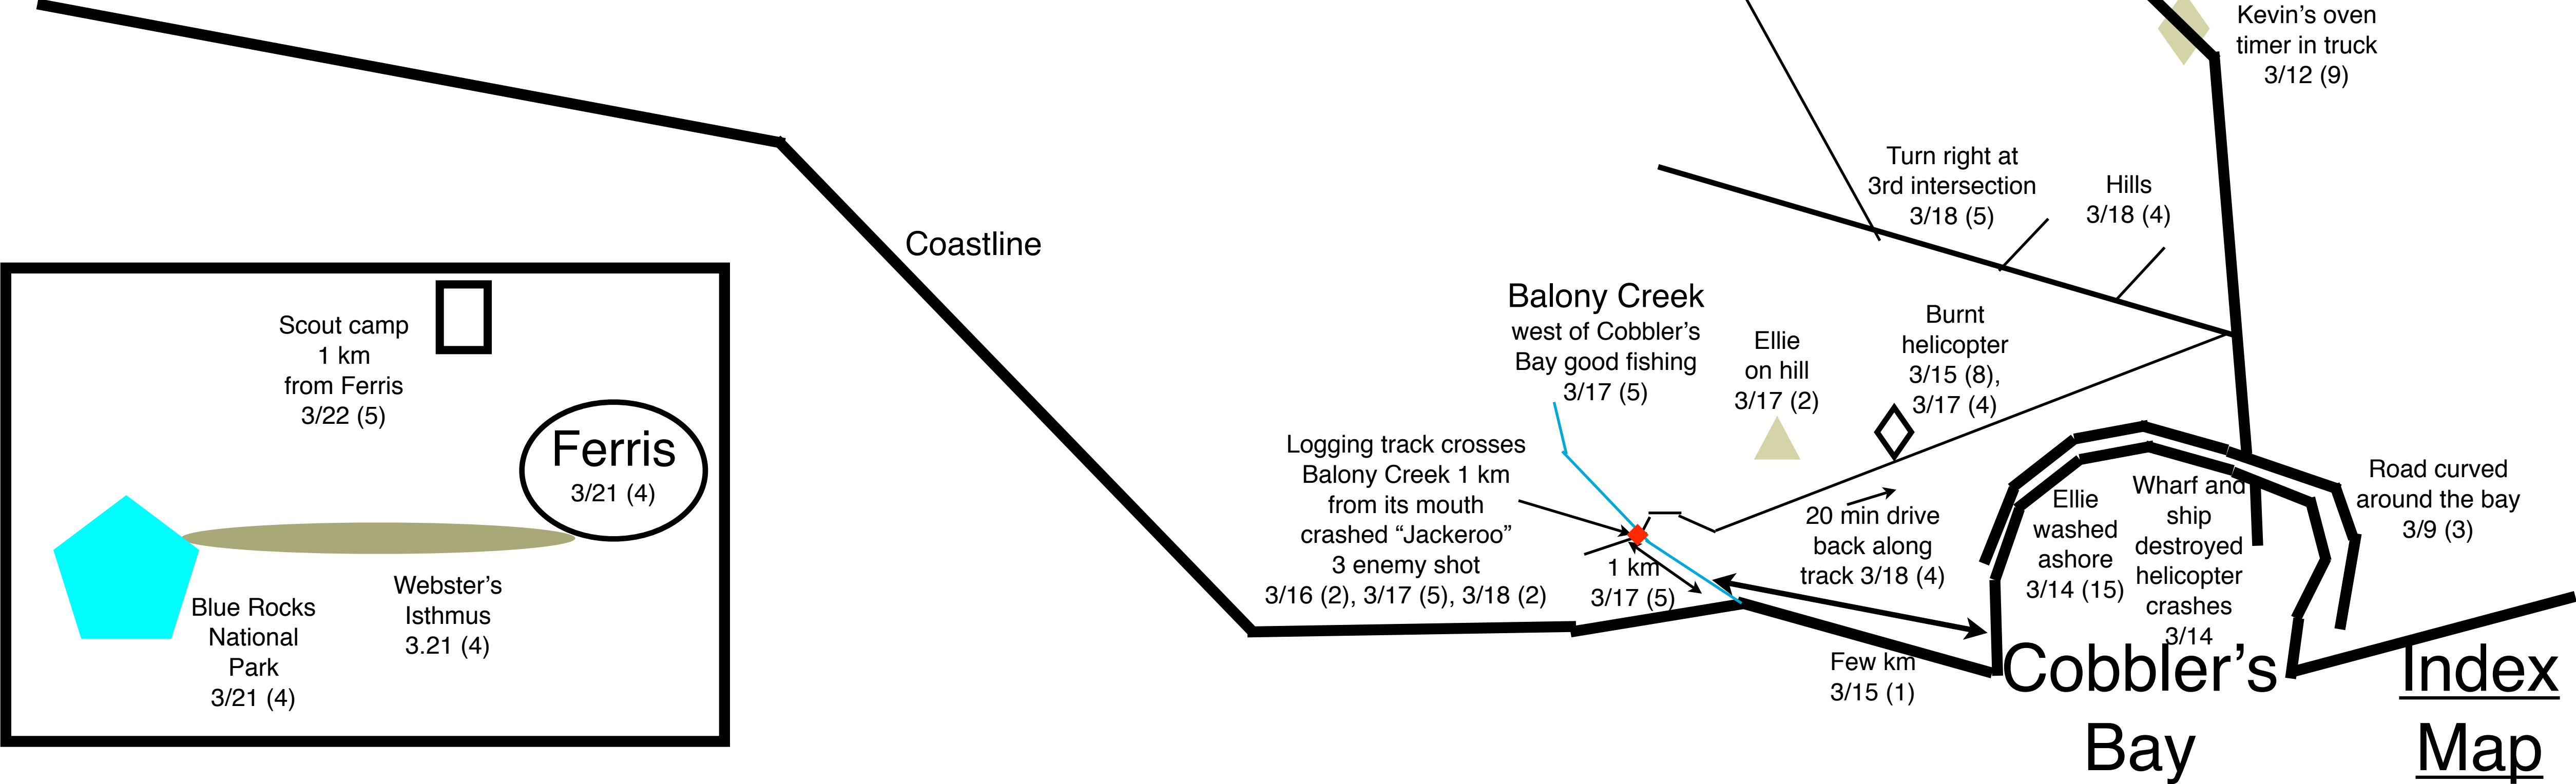 Kevin’s oven
timer in truck
3/12 (9)
Turn right at
3rd intersection
3/18 (5)
Hills
3/18 (4)
Coastline
Balony Creek
west of Cobbler’s
Bay good fishing
3/17 (5)
Ellie
on hill
3/17 (2)
Burnt
helicopter
3/15 (8),
3/17 (4)
Scout camp
1 km
from Ferris
3/22 (5)
Ferris
3/21 (4)
Logging track crosses
Balony Creek 1 km
from its mouth
crashed “Jackeroo”
3 enemy shot
3/16 (2), 3/17 (5), 3/18 (2)
1 km
3/17 (5)
20 min drive
back along
track 3/18 (4)
Ellie
washed
ashore
3/14 (15)
Wharf and
ship
destroyed
helicopter
crashes
3/14
Road curved
around the bay
3/9 (3)
Blue Rocks
National
Park
3/21 (4)
Webster’s
Isthmus
3.21 (4)
Few km
3/15 (1)
Cobbler’s
Bay
Index
Map